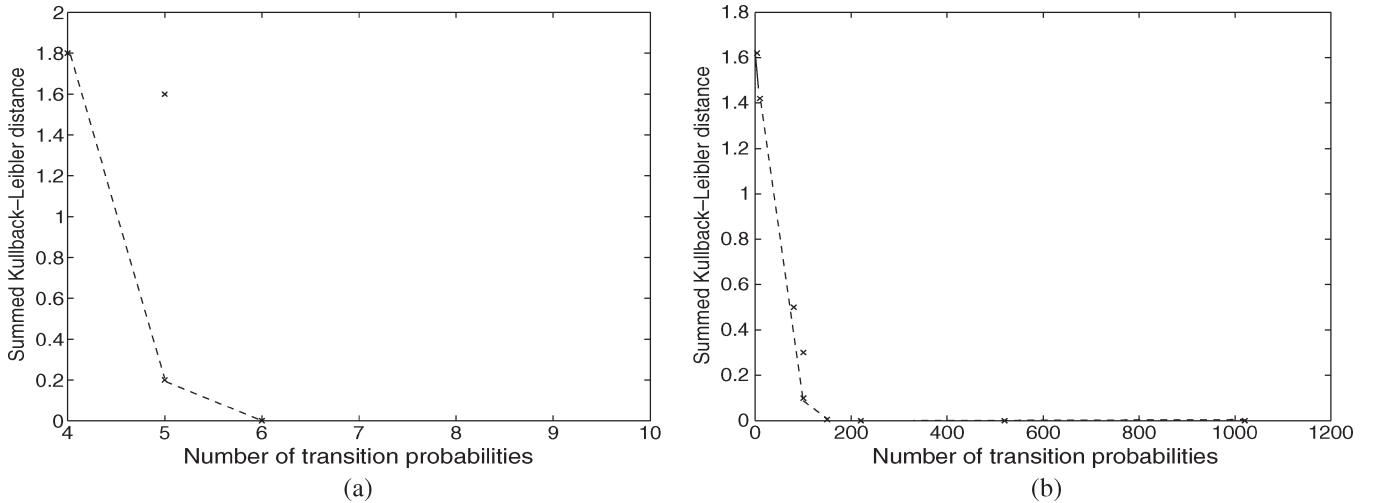 2
1.8
1.6
1.4
1.2
1
0.8
0.6
0.4
0.2
0
Summed Kullback–Leibler distance
4 5 6 7 8 9 10
Number of transition probabilities
(a)
1.8
1.6
1.4
1.2
1
0.8
0.6
0.4
0.2
0
Summed Kullback–Leibler distance
0 200 400 600 800 1000 1200
Number of transition probabilities
(b)